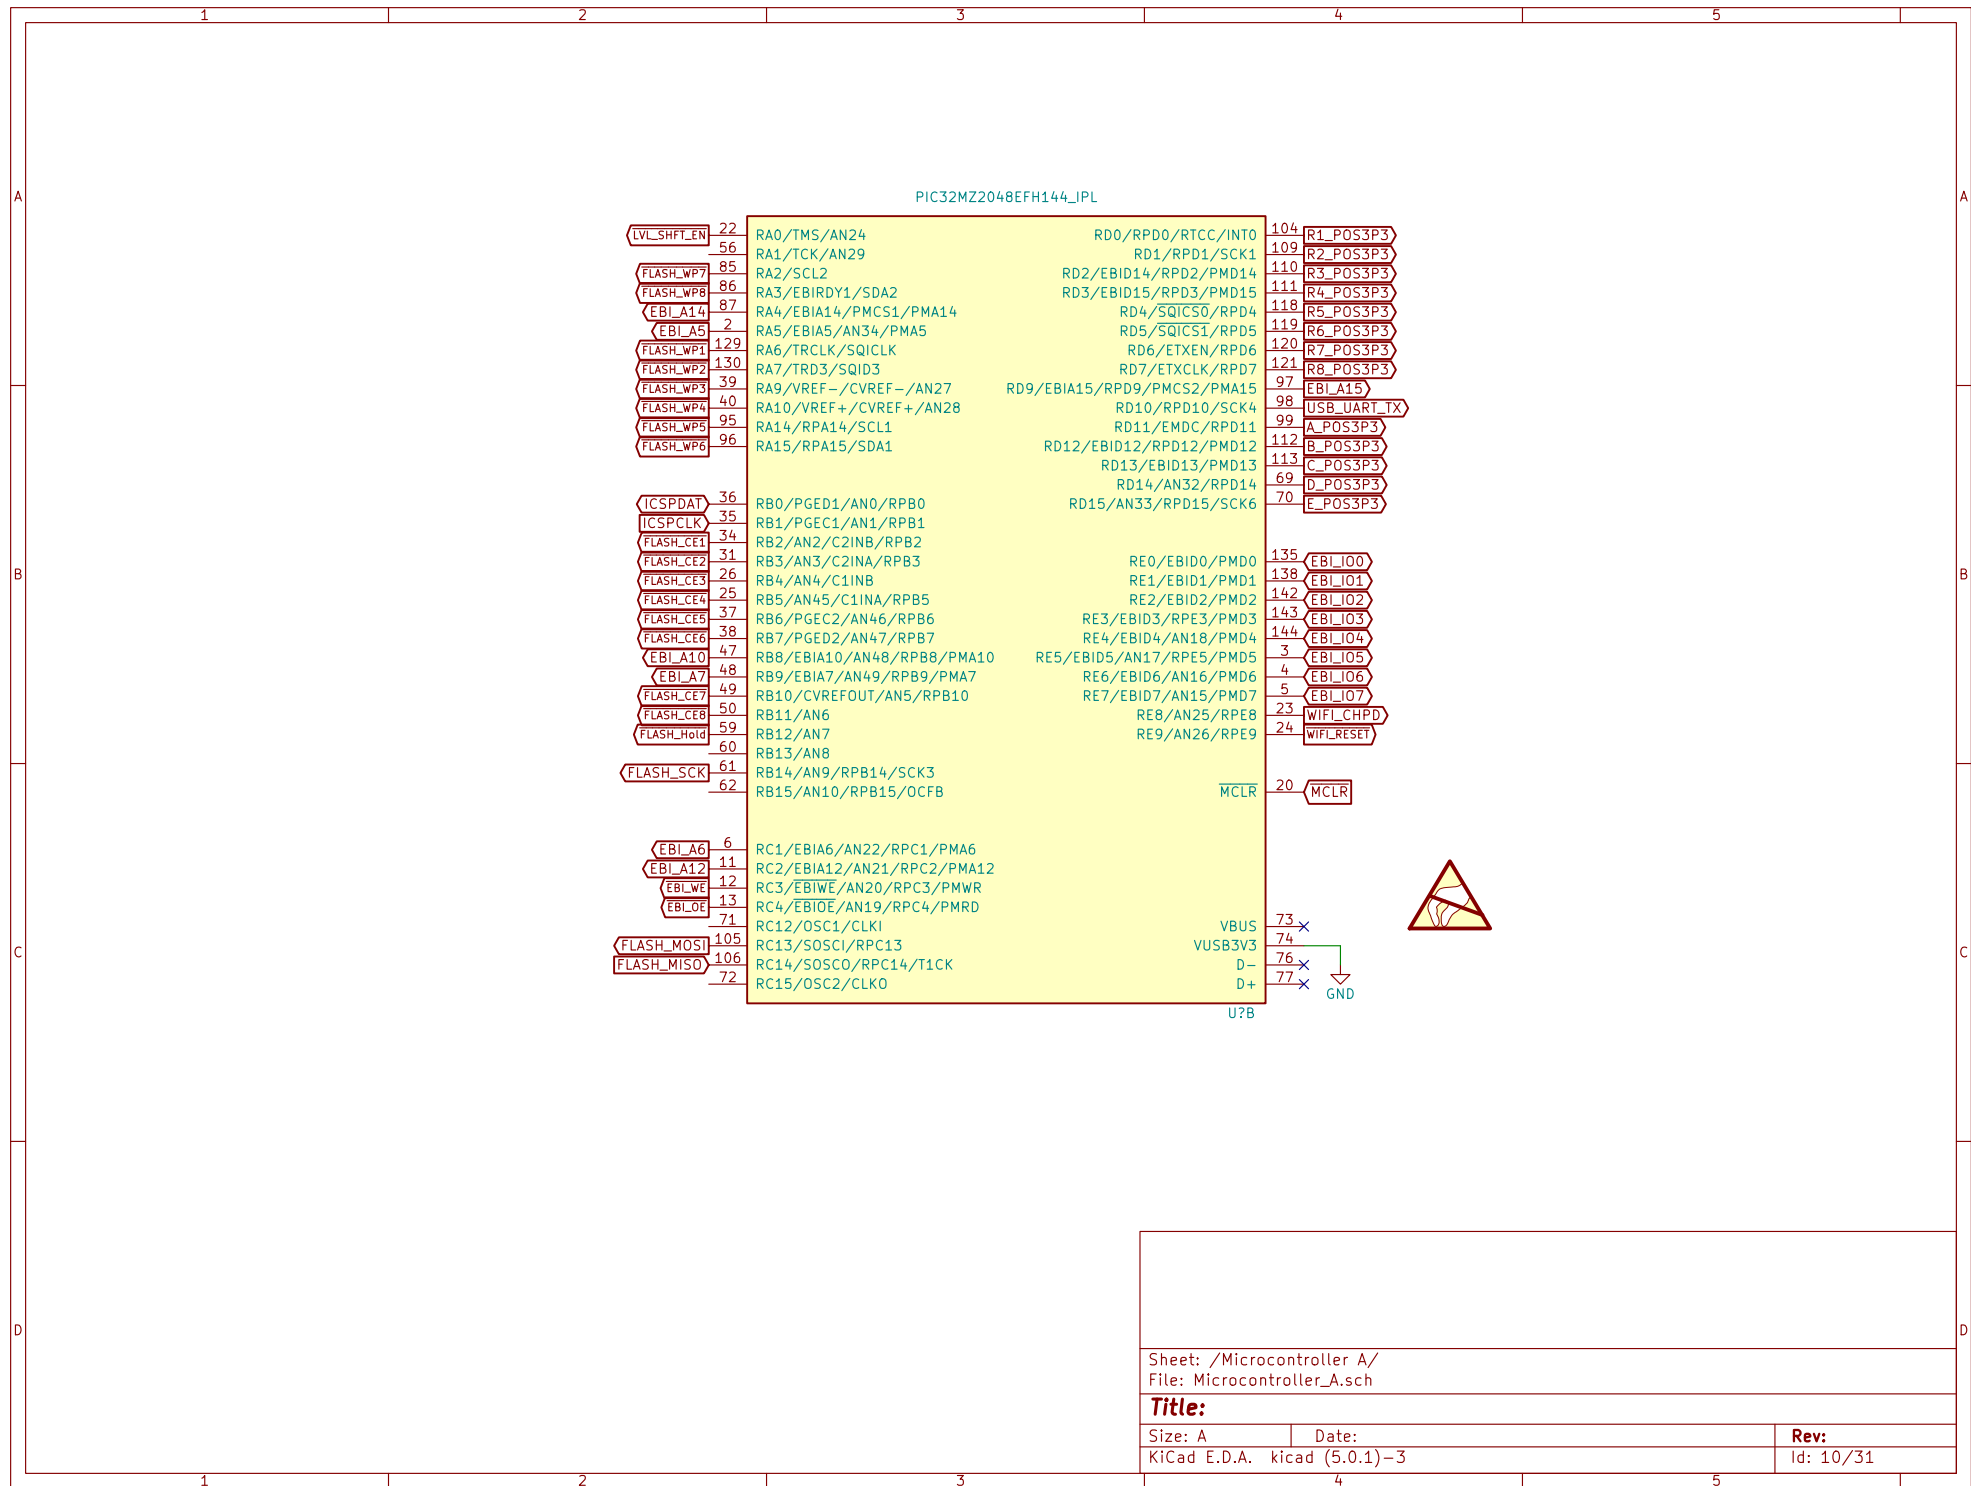 1 2 3 4 5
A A
PIC32MZ2048EFH144_IPL
LVL_SHFT_EN 22 RA0/TMS/AN24 RD0/RPD0/RTCC/INT0 104 R1_POS3P3
56 RA1/TCK/AN29 RD1/RPD1/SCK1 109 R2_POS3P3
FLASH_WP7 85 RA2/SCL2 RD2/EBID14/RPD2/PMD14 110 R3_POS3P3
FLASH_WP8 86 RA3/EBIRDY1/SDA2 RD3/EBID15/RPD3/PMD15 111 R4_POS3P3
EBI_A14 87 RA4/EBIA14/PMCS1/PMA14 RD4/SQICS0/RPD4 118 R5_POS3P3
EBI_A5 2 RA5/EBIA5/AN34/PMA5 RD5/SQICS1/RPD5 119 R6_POS3P3
FLASH_WP1 129 RA6/TRCLK/SQICLK RD6/ETXEN/RPD6 120 R7_POS3P3
FLASH_WP2 130 RA7/TRD3/SQID3 RD7/ETXCLK/RPD7 121 R8_POS3P3
FLASH_WP3 39 RA9/VREF-/CVREF-/AN27 RD9/EBIA15/RPD9/PMCS2/PMA15 97 EBI_A15
FLASH_WP4 40 RA10/VREF+/CVREF+/AN28 RD10/RPD10/SCK4 98 USB_UART_TX
FLASH_WP5 95 RA14/RPA14/SCL1 RD11/EMDC/RPD11 99 A_POS3P3
FLASH_WP6 96 RA15/RPA15/SDA1 RD12/EBID12/RPD12/PMD12 112 B_POS3P3
RD13/EBID13/PMD13 113 C_POS3P3
RD14/AN32/RPD14 69 D_POS3P3
ICSPDAT 36 RB0/PGED1/AN0/RPB0 RD15/AN33/RPD15/SCK6 70 E_POS3P3
ICSPCLK 35 RB1/PGEC1/AN1/RPB1
FLASH_CE1 34 RB2/AN2/C2INB/RPB2
FLASH_CE2 31 RB3/AN3/C2INA/RPB3 RE0/EBID0/PMD0 135 EBI_IO0
B B
FLASH_CE3 26 RB4/AN4/C1INB RE1/EBID1/PMD1 138 EBI_IO1
FLASH_CE4 25 RB5/AN45/C1INA/RPB5 RE2/EBID2/PMD2 142 EBI_IO2
FLASH_CE5 37 RB6/PGEC2/AN46/RPB6 RE3/EBID3/RPE3/PMD3 143 EBI_IO3
FLASH_CE6 38 RB7/PGED2/AN47/RPB7 RE4/EBID4/AN18/PMD4 144 EBI_IO4
EBI_A10 47 RB8/EBIA10/AN48/RPB8/PMA10 RE5/EBID5/AN17/RPE5/PMD5 3 EBI_IO5
EBI_A7 48 RB9/EBIA7/AN49/RPB9/PMA7 RE6/EBID6/AN16/PMD6 4 EBI_IO6
FLASH_CE7 49 RB10/CVREFOUT/AN5/RPB10 RE7/EBID7/AN15/PMD7 5 EBI_IO7
FLASH_CE8 50 RB11/AN6 RE8/AN25/RPE8 23 WIFI_CHPD
FLASH_Hold 59 RB12/AN7 RE9/AN26/RPE9 24 WIFI_RESET
60 RB13/AN8
FLASH_SCK 61 RB14/AN9/RPB14/SCK3
62 RB15/AN10/RPB15/OCFB MCLR 20 MCLR
EBI_A6 6 RC1/EBIA6/AN22/RPC1/PMA6
EBI_A12 11 RC2/EBIA12/AN21/RPC2/PMA12
EBI_WE 12 RC3/EBIWE/AN20/RPC3/PMWR
EBI_OE 13 RC4/EBIOE/AN19/RPC4/PMRD
71 RC12/OSC1/CLKI VBUS 73
FLASH_MOSI 105 RC13/SOSCI/RPC13 VUSB3V3 74
C C
FLASH_MISO 106 RC14/SOSCO/RPC14/T1CK D- 76
72 RC15/OSC2/CLKO D+ 77
GND
U?B
D D
Sheet: /Microcontroller A/
File: Microcontroller_A.sch
Title:
Size: A Date: Rev:
KiCad E.D.A. kicad (5.0.1)-3 Id: 10/31
1 2 3 4 5